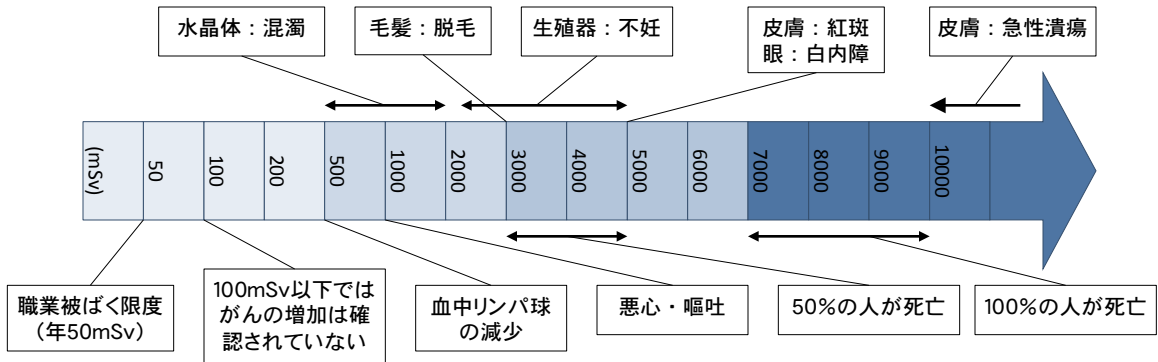 水晶体：混濁
毛髪：脱毛
生殖器：不妊
皮膚：紅斑
眼：白内障
皮膚：急性潰瘍
(mSv)
50
100
200
500
1000
2000
3000
4000
5000
6000
7000
8000
9000
10000
職業被ばく限度
（年50mSv）
100mSv以下では
がんの増加は確
認されていない
血中リンパ球
の減少
悪心・嘔吐
50%の人が死亡
100%の人が死亡